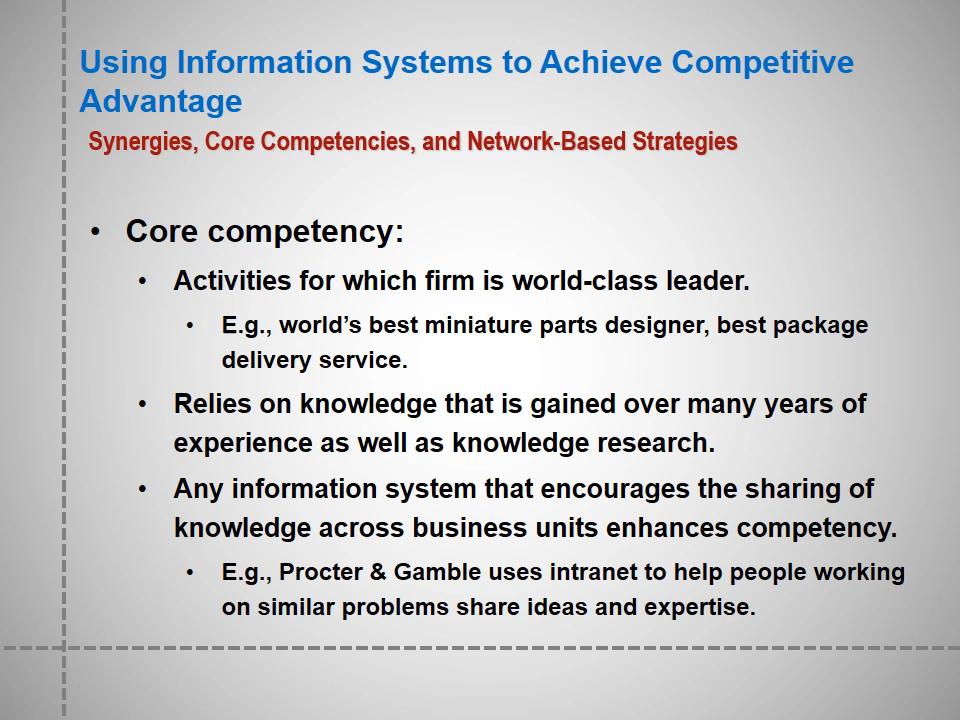 Using Information Systems to Achieve Competitive
Advantage
Synergies, Core Competencies, and Network-Based Strategies
• Core competency:
• Activities for which firm is world-class leader.
• E.g., world’s best miniature parts designer, best package
delivery service.
• Relies on knowledge that is gained over many years of
experience as well as knowledge research.
• Any information system that encourages the sharing of
knowledge across business units enhances competency.
• E.g., Procter & Gamble uses intranet to help people working
on similar problems share ideas and expertise.